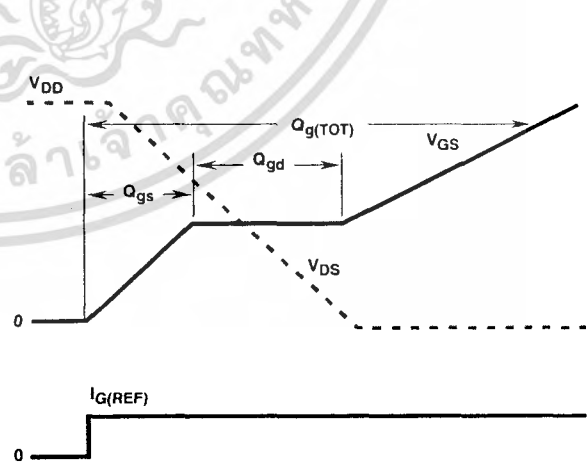 V_DD
Q_g(TOT)
V_GS
Q_gd
Q_gs
V_DS
0
I_G(REF)
0